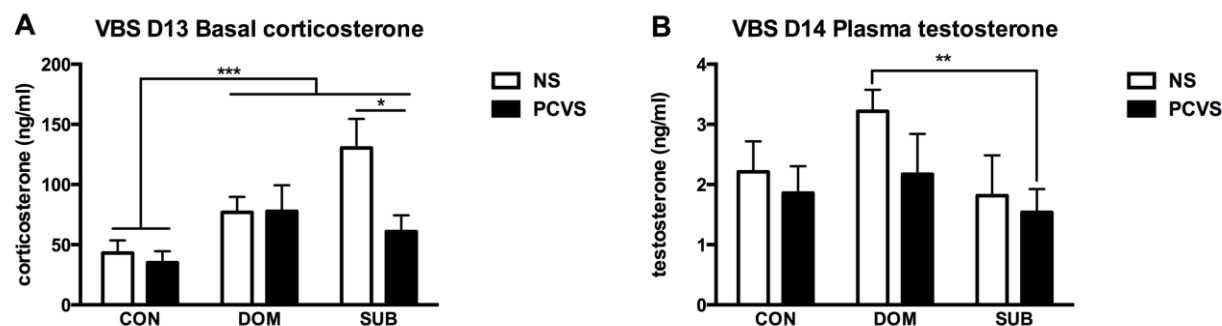 A
VBS D13 Basal corticosterone
corticosterone (ng/ml)
200
150
100
50
0
***
*
CON
DOM
SUB
NS
PCVS
B
VBS D14 Plasma testosterone
testosterone (ng/ml)
4
3
2
1
0
**
CON
DOM
SUB
NS
PCVS